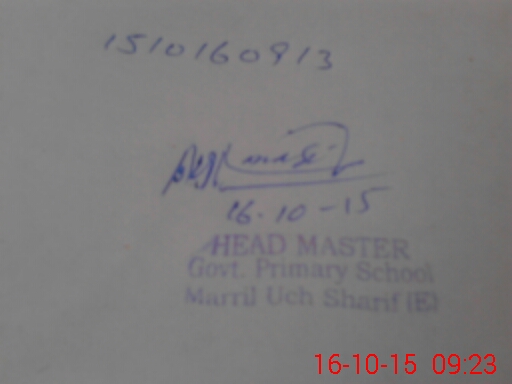 1510160913
16-10-15
HEAD MASTER
Govt. Primary School
Marril Uch Sharif (E)
16-10-15 09:23